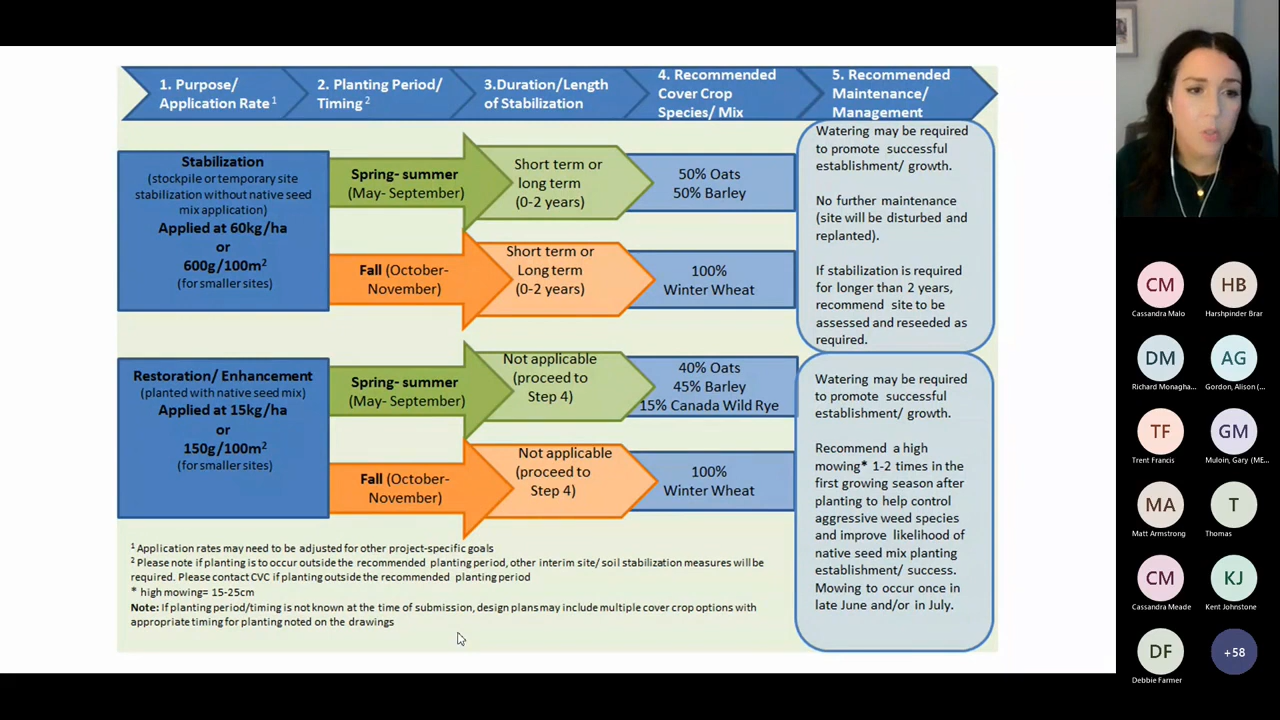 1. Purpose/
Application Rate1
2. Planting Period/
Timing 2
3.Duration/Length
of Stabilization
4. Recommended
Cover Crop
Species/ Mix
5. Recommended
Maintenance/
Management
Stabilization
(stockpile or temporary site
stabilization without native seed
mix application)
Applied at 60kg/ha
or
600g/100m2
(for smaller sites)
Spring- summer
(May- September)
Short term or
long term
(0-2 years)
50% Oats
50% Barley
Fall (October-
November)
Short term or
Long term
(0-2 years)
100%
Winter Wheat
Watering may be required
to promote successful
establishment/ growth.
No further maintenance
(site will be disturbed and
replanted).
If stabilization is required
for longer than 2 years,
recommend site to be
assessed and reseeded as
required.
Restoration/ Enhancement
(planted with native seed mix)
Applied at 15kg/ha
or
150g/100m2
(for smaller sites)
Spring- summer
(May- September)
Not applicable
(proceed to
Step 4)
40% Oats
45% Barley
15% Canada Wild Rye
Fall (October-
November)
Not applicable
(proceed to
Step 4)
100%
Winter Wheat
Watering may be required
to promote successful
establishment/ growth.
Recommend a high
mowing* 1-2 times in the
first growing season after
planting to help control
aggressive weed species
and improve likelihood of
native seed mix planting
establishment/ success.
Mowing to occur once in
late June and/or in July.
1 Application rates may need to be adjusted for other project-specific goals
2 Please note if planting is to occur outside the recommended planting period, other interim site/ soil stabilization measures will be
required. Please contact CVC if planting outside the recommended planting period
* high mowing= 15-25cm
Note: If planting period/timing is not known at the time of submission, design plans may include multiple cover crop options with
appropriate timing for planting noted on the drawings
CM
HB
Cassandra Malo
Harshpinder Brar
DM
AG
Richard Monagha...
Gordon, Alison (...
TF
GM
Trent Francis
Muloin, Gary (ME...
MA
T
Matt Armstrong
Thomas
CM
KJ
Cassandra Meade
Kent Johnstone
DF
+58
Debbie Farmer